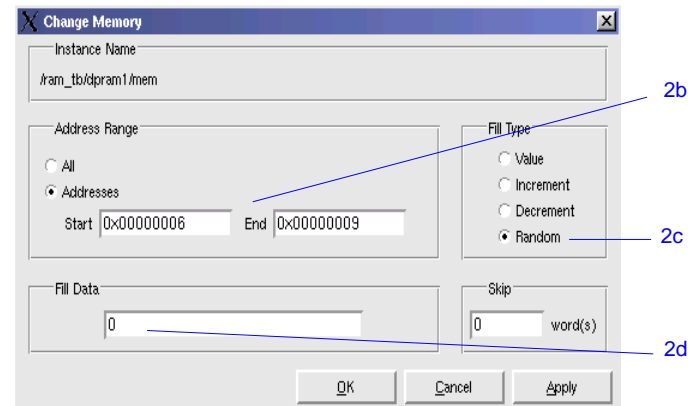 Change Memory
Instance Name
/ram_tb/dpram1/mem
2b
Address Range
Fill Type
All
Value
Addresses
Increment
Start 0x00000006 End 0x00000009
Decrement
Random
2c
Fill Data
Skip
0
0 word(s)
2d
OK Cancel Apply